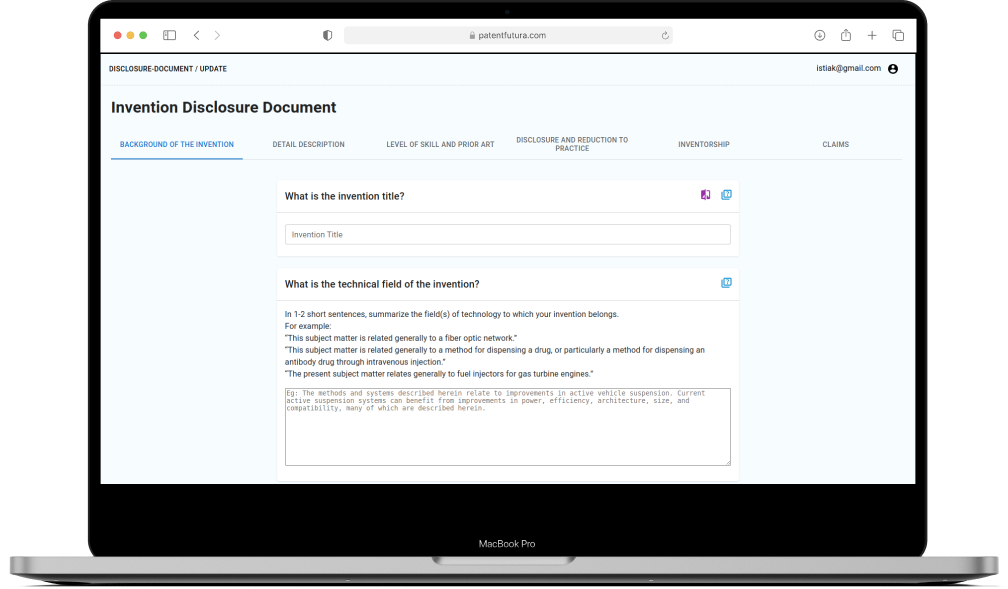 patentfutura.com
DISCLOSURE-DOCUMENT / UPDATE
istiak@gmail.com
Invention Disclosure Document
BACKGROUND OF THE INVENTION
DETAIL DESCRIPTION
LEVEL OF SKILL AND PRIOR ART
DISCLOSURE AND REDUCTION TO
PRACTICE
INVENTORSHIP
CLAIMS
What is the invention title?
Invention Title
What is the technical field of the invention?
In 1-2 short sentences, summarize the field(s) of technology to which your invention belongs.
For example:
"This subject matter is related generally to a fiber optic network."
"This subject matter is related generally to a method for dispensing a drug, or particularly a method for dispensing an
antibody drug through intravenous injection."
"The present subject matter relates generally to fuel injectors for gas turbine engines."
Eg: The methods and systems described herein relate to improvements in active vehicle suspension. Current
active suspension systems can benefit from improvements in power, efficiency, architecture, size, and
compatibility, many of which are described herein.
MacBook Pro